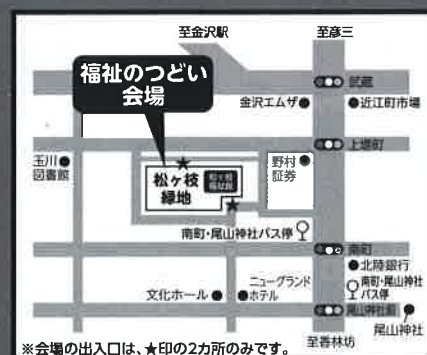 至金沢駅
至彦三
福祉のつどい
会場
武蔵
金沢エムザ●
●近江町市場
上堤町
玉川●
図書館
★
野村●
証券
松ヶ枝
緑地
松ヶ枝
福祉館
★
南町・尾山神社バス停
南町
●北陸銀行
南町・尾山神社
バス停
文化ホール●
ニューグランド
●ホテル
尾山神社前
尾山神社
至香林坊
※会場の出入口は、★印の2カ所のみです。